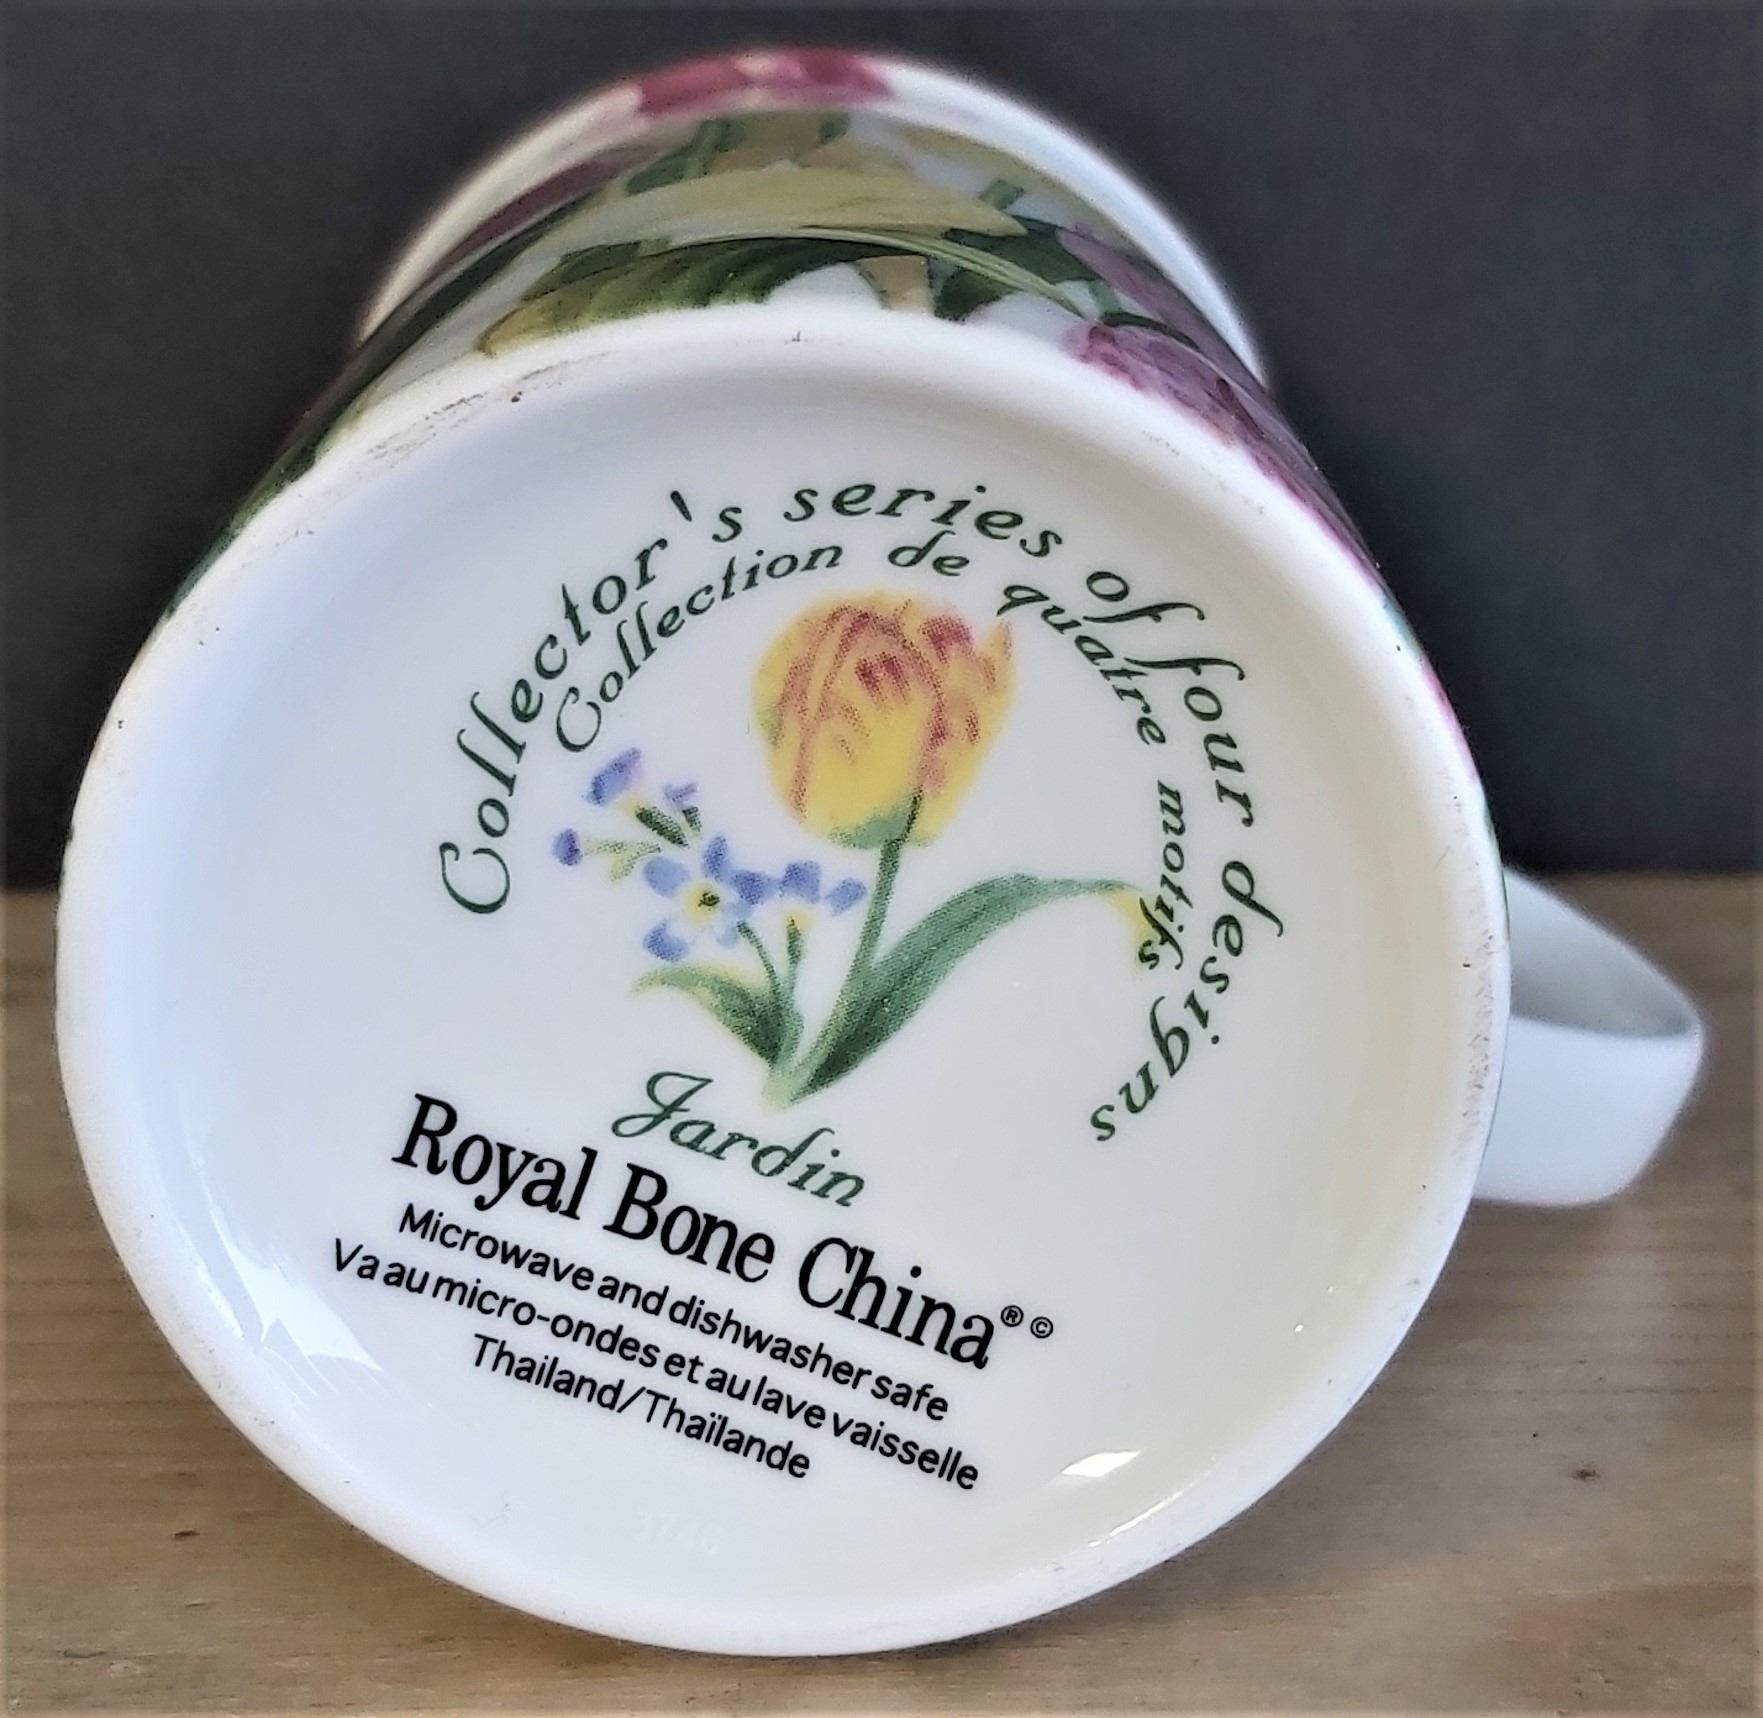 Collector's series of four designs
Collection de quatre motifs
Jardin
Royal Bone China®©
Microwave and dishwasher safe
Va au micro-ondes et au lave vaisselle
Thailand/Thaïlande